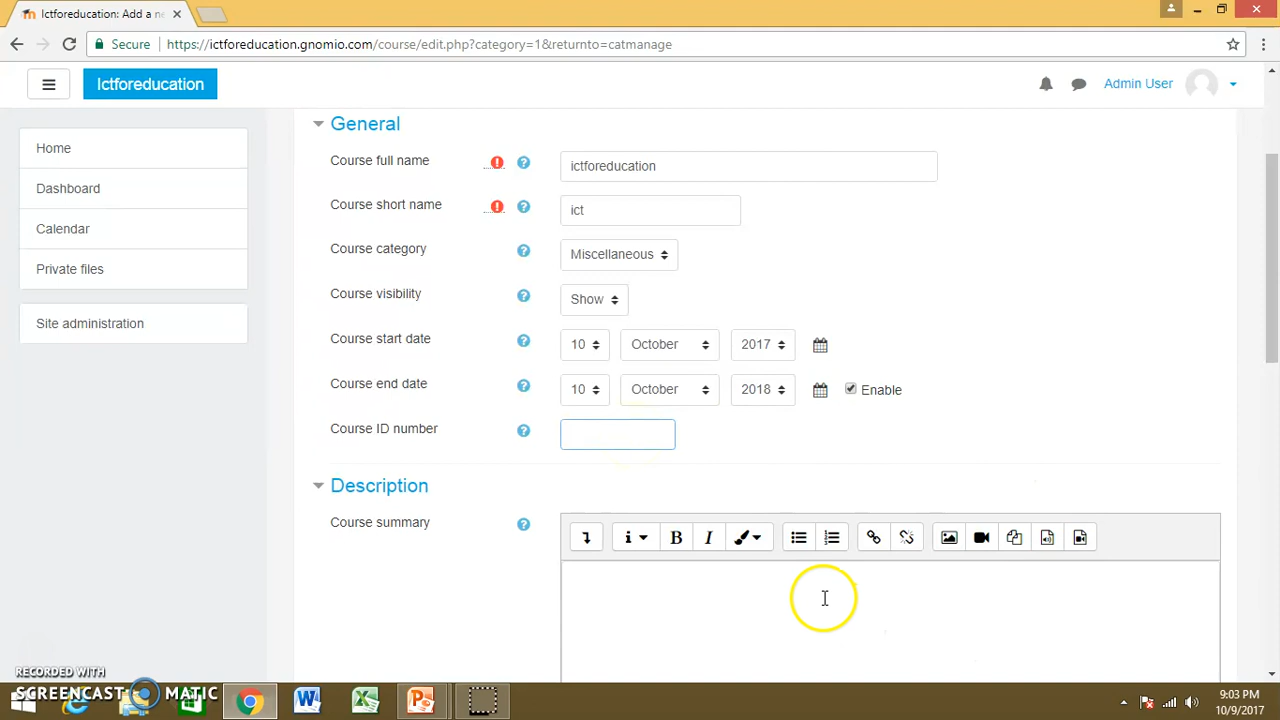 Ictforeducation: Add a ne
Secure
https://ictforeducation.gnomio.com/course/edit.php?category=1&returnto=catmanage
Ictforeducation
Admin User
Home
Dashboard
Calendar
Private files
Site administration
General
Course full name
ictforeducation
Course short name
ict
Course category
Miscellaneous
Course visibility
Show
Course start date
10 October 2017
Course end date
10 October 2018 Enable
Course ID number
Description
Course summary
B I
RECORDED WITH
SCREENCAST MATIC
9:03 PM
10/9/2017